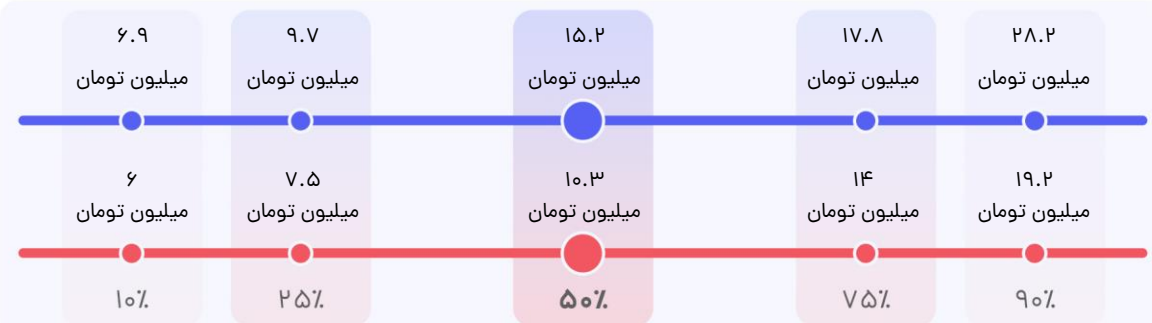 ۶.۹ ۹.۷ ۱۵.۲ ۱۷.۸ ۲۸.۲
میلیون تومان میلیون تومان میلیون تومان میلیون تومان میلیون تومان
۶ ۷.۵ ۱۰.۳ ۱۴ ۱۹.۲
میلیون تومان میلیون تومان میلیون تومان میلیون تومان میلیون تومان
۱۰٪ ۲۵٪ ۵۰٪ ۷۵٪ ۹۰٪